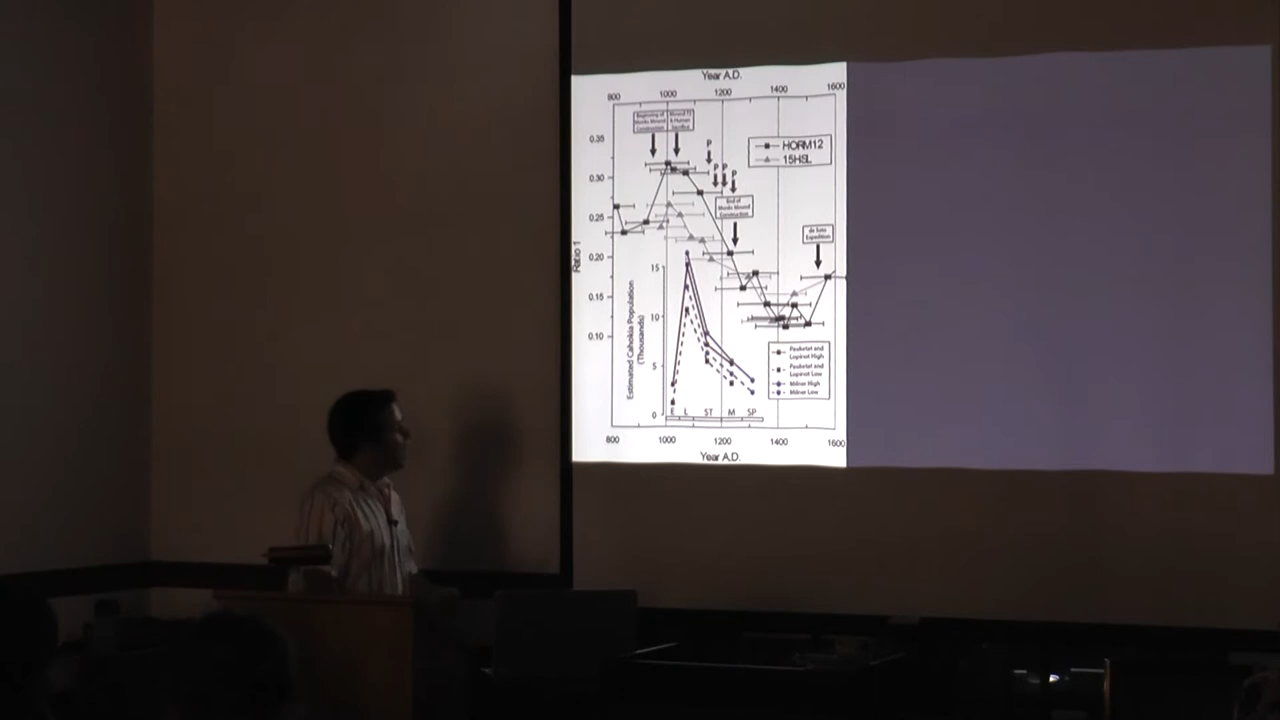 Year A.D.
800
1000
1200
1400
1600
Beginning of
Monks Mound
Construction
Mound 72
& Human
Sacrifice
P
P P
P
HORM12
15HSL
0.35
0.30
0.25
0.20
0.15
0.10
Ratio 1
End of
Monks Mound
Construction
de Soto
Expedition
Estimated Cahokia Population
(Thousands)
15
10
5
0
E L ST M SP
Pauketat and
Lopinot High
Pauketat and
Lopinot Low
Milner High
Milner Low
800
1000
1200
1400
1600
Year A.D.